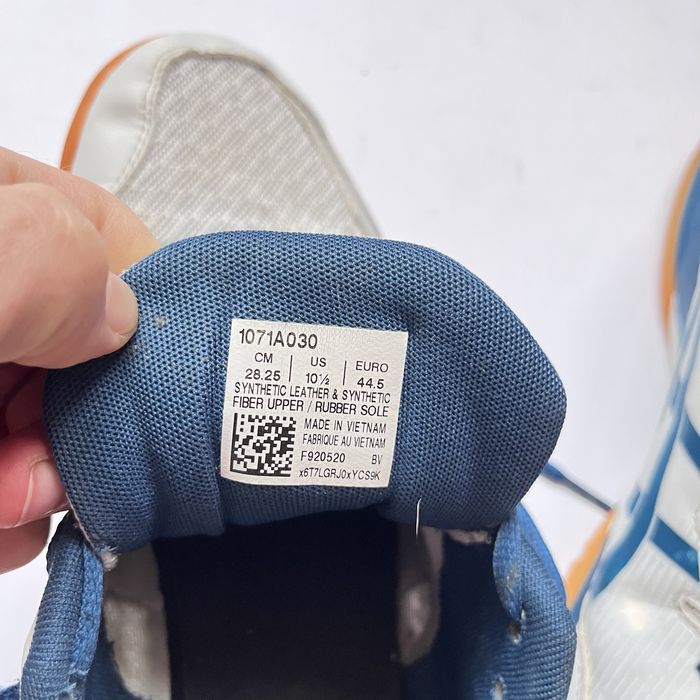 1071A030
CM | US | EURO
28.25 | 10½ | 44.5
SYNTHETIC LEATHER & SYNTHETIC
FIBER UPPER / RUBBER SOLE
MADE IN VIETNAM
FABRIQUE AU VIETNAM
F920520 BV
x6T7LGRJ0xYCS9K